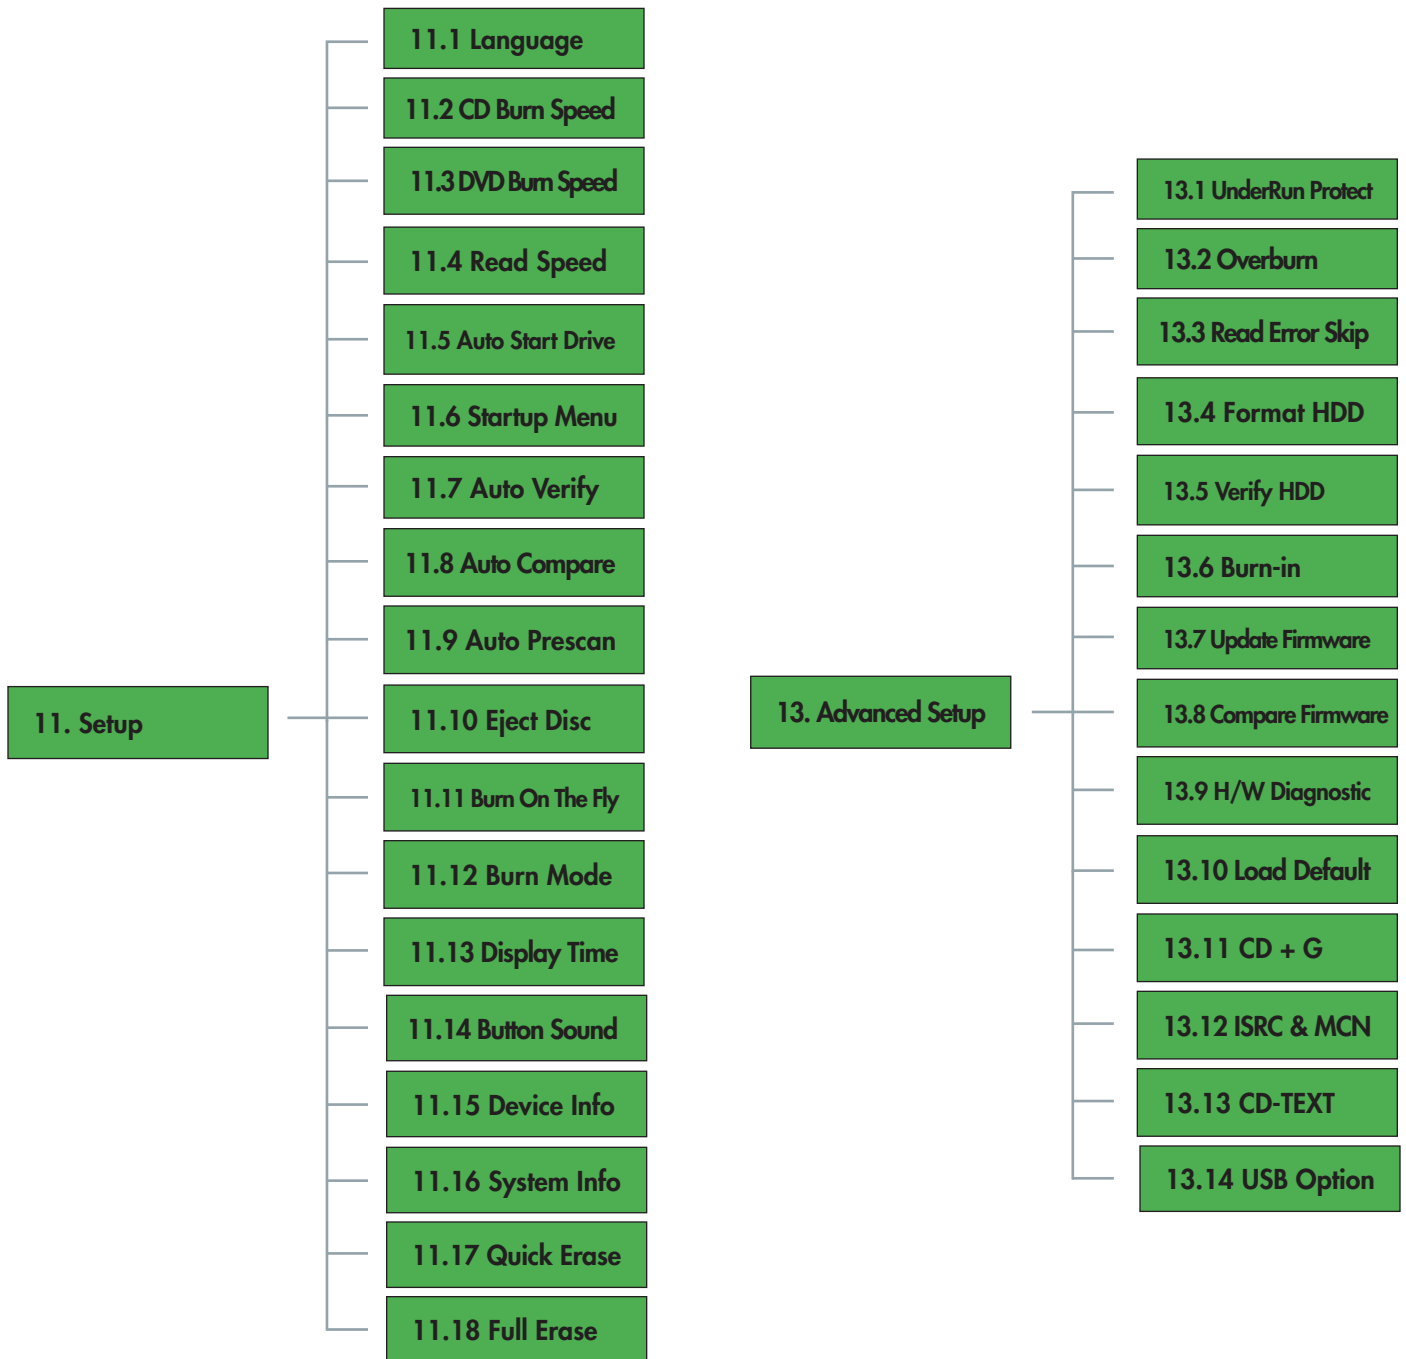 11. Setup
11.1 Language
11.2 CD Burn Speed
11.3 DVD Burn Speed
11.4 Read Speed
11.5 Auto Start Drive
11.6 Startup Menu
11.7 Auto Verify
11.8 Auto Compare
11.9 Auto Prescan
11.10 Eject Disc
11.11 Burn On The Fly
11.12 Burn Mode
11.13 Display Time
11.14 Button Sound
11.15 Device Info
11.16 System Info
11.17 Quick Erase
11.18 Full Erase
13. Advanced Setup
13.1 UnderRun Protect
13.2 Overburn
13.3 Read Error Skip
13.4 Format HDD
13.5 Verify HDD
13.6 Burn-in
13.7 Update Firmware
13.8 Compare Firmware
13.9 H/W Diagnostic
13.10 Load Default
13.11 CD + G
13.12 ISRC & MCN
13.13 CD-TEXT
13.14 USB Option